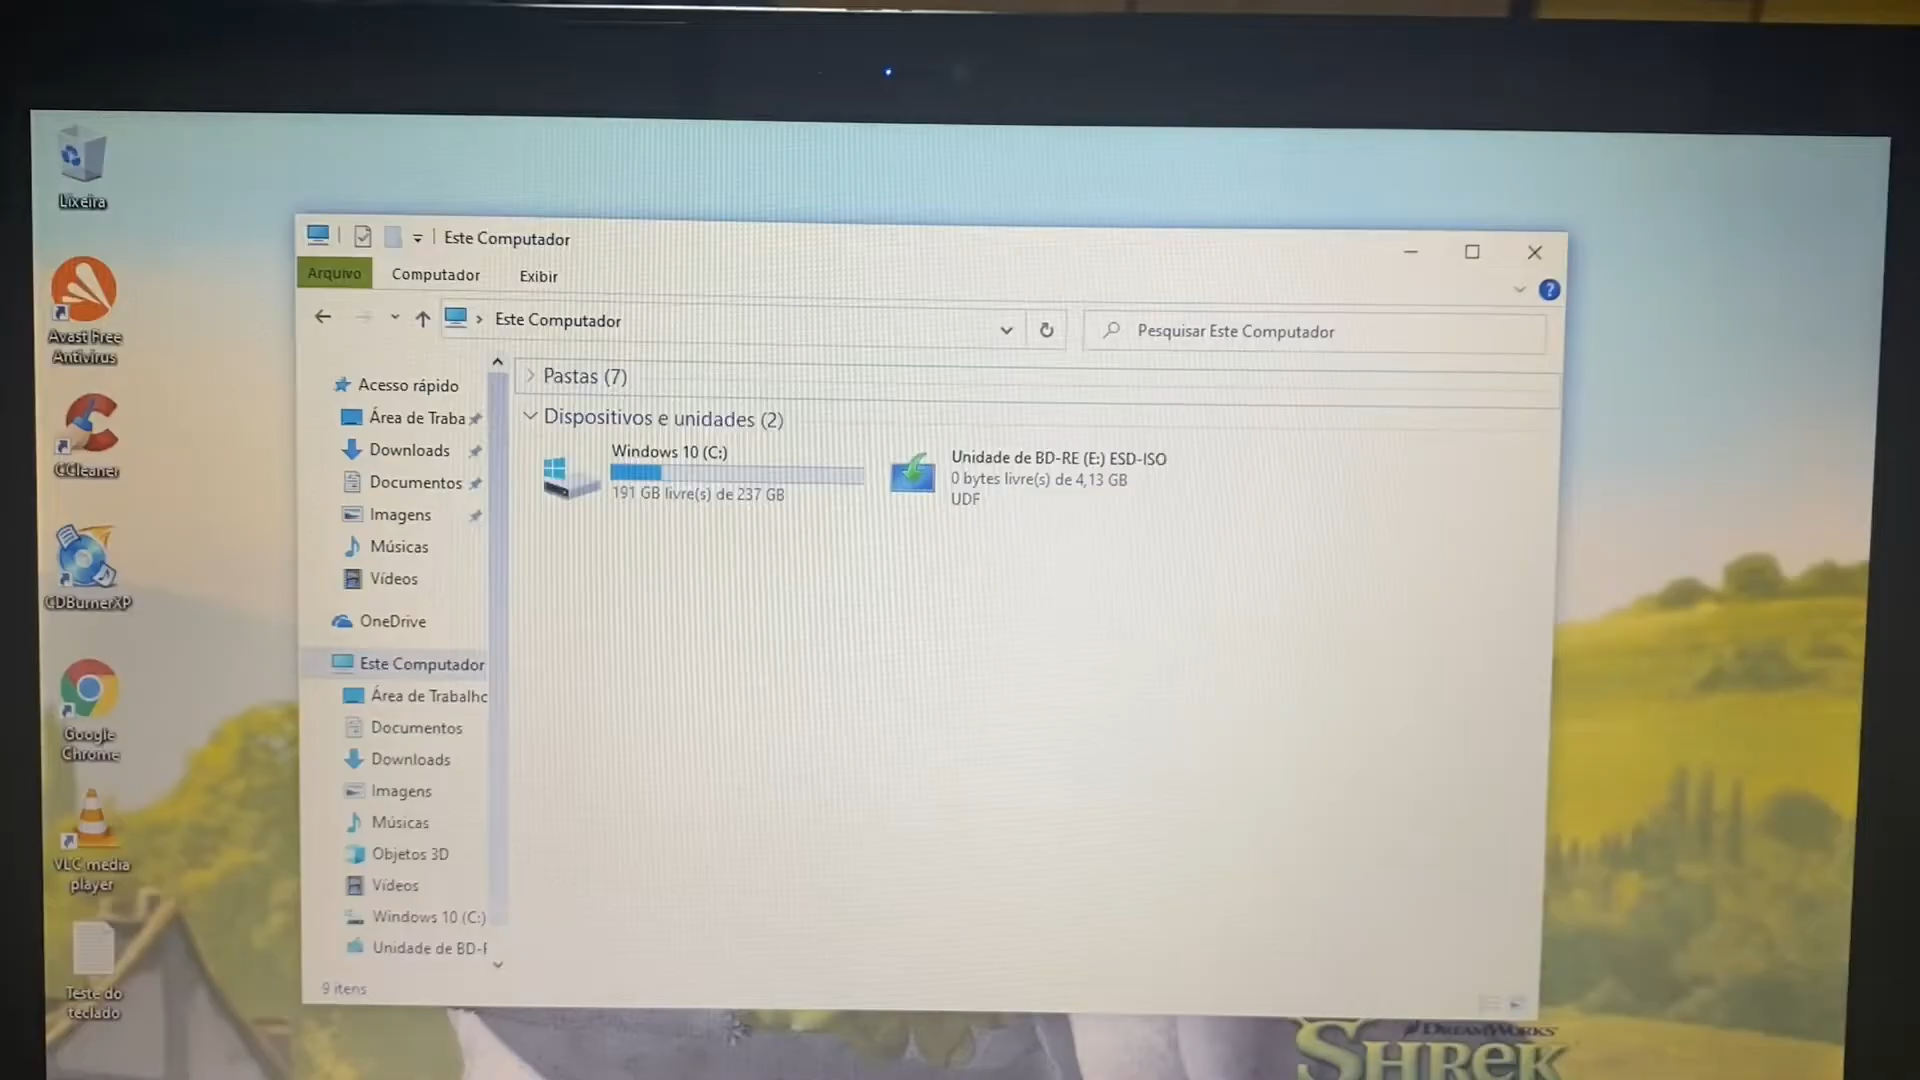 Lixeira
Avast Free
Antivirus
CCleaner
CDBurnerXP
Google
Chrome
VLC media
player
Teste do
teclado
Este Computador
Arquivo
Computador
Exibir
?
Este Computador
Pesquisar Este Computador
Acesso rápido
Área de Traba
Downloads
Documentos
Imagens
Músicas
Vídeos
OneDrive
Este Computador
Área de Trabalhc
Documentos
Downloads
Imagens
Músicas
Objetos 3D
Vídeos
Windows 10 (C:)
Unidade de BD-F
9 itens
Pastas (7)
Dispositivos e unidades (2)
Windows 10 (C:)
191 GB livre(s) de 237 GB
Unidade de BD-RE (E:) ESD-ISO
0 bytes livre(s) de 4,13 GB
UDF
DREAMWORKS
SHREK